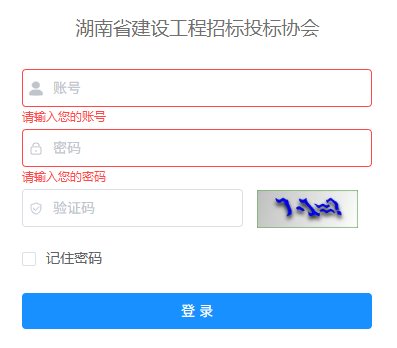 湖南省建设工程招标投标协会
账号
请输入您的账号
密码
请输入您的密码
验证码
记住密码
登录